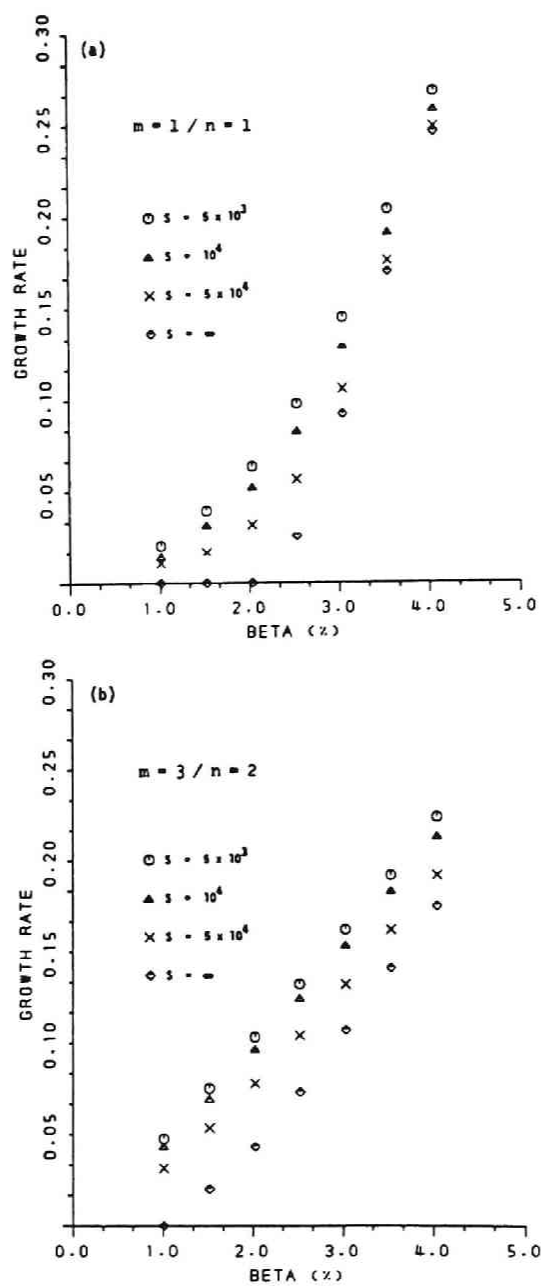 (a)
0.30
0.25
0.20
0.15
0.10
0.05
GROWTH RATE
m = 1 / n = 1
S = 5 x 10³
S = 10⁴
S = 5 x 10⁴
S = ∞
0.0 1.0 2.0 3.0 4.0 5.0
BETA (%)
(b)
0.30
0.25
0.20
0.15
0.10
0.05
GROWTH RATE
m = 3 / n = 2
S = 5 x 10³
S = 10⁴
S = 5 x 10⁴
S = ∞
0.0 1.0 2.0 3.0 4.0 5.0
BETA (%)